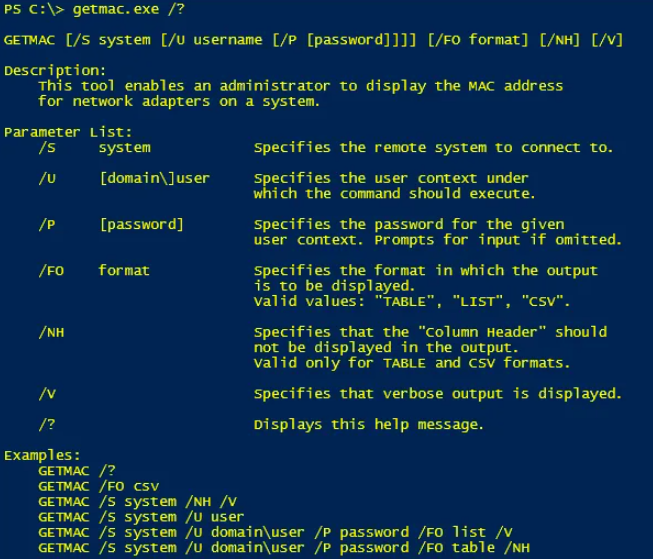 PS C:\> getmac.exe /?
GETMAC [/S system [/U username [/P [password]]]] [/FO format] [/NH] [/V]
Description:
This tool enables an administrator to display the MAC address
for network adapters on a system.
Parameter List:
/S system Specifies the remote system to connect to.
/U [domain\]user Specifies the user context under
which the command should execute.
/P [password] Specifies the password for the given
user context. Prompts for input if omitted.
/FO format Specifies the format in which the output
is to be displayed.
Valid values: "TABLE", "LIST", "CSV".
/NH Specifies that the "Column Header" should
not be displayed in the output.
Valid only for TABLE and CSV formats.
/V Specifies that verbose output is displayed.
/? Displays this help message.
Examples:
GETMAC /?
GETMAC /FO csv
GETMAC /S system /NH /V
GETMAC /S system /U user
GETMAC /S system /U domain\user /P password /FO list /V
GETMAC /S system /U domain\user /P password /FO table /NH